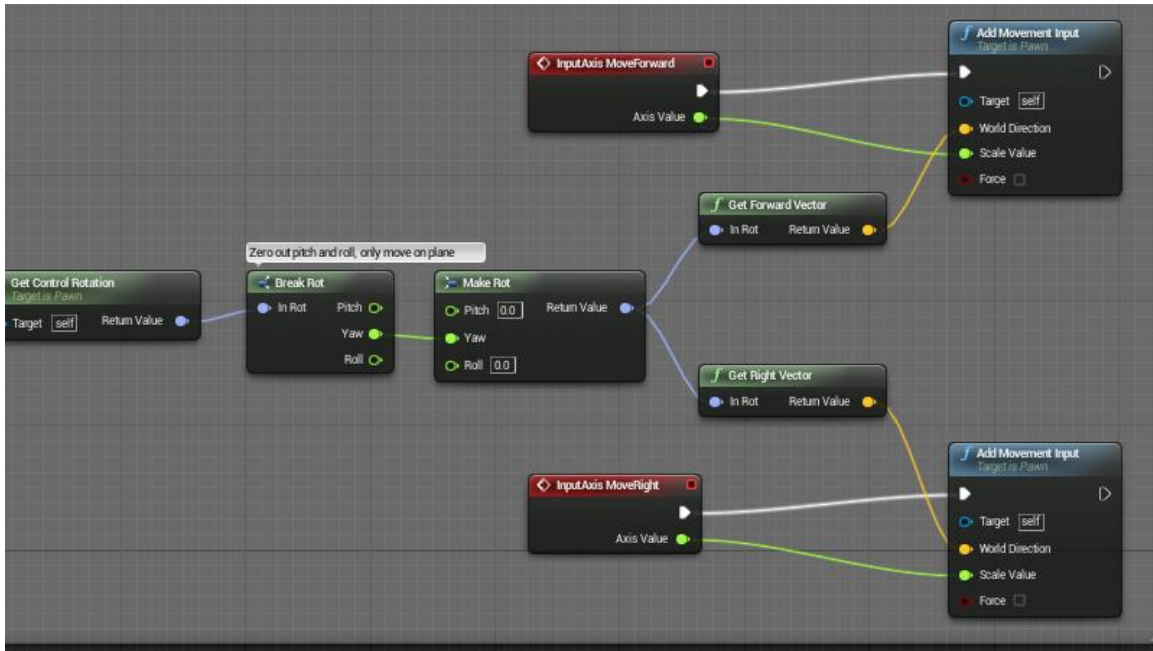 Add Movement Input
Target is Pawn
InputAxis MoveForward
Axis Value
Target self
World Direction
Scale Value
Force
Get Forward Vector
In Rot Return Value
Zero out pitch and roll, only move on plane
Get Control Rotation
Target is Pawn
Target self Return Value
Break Rot
In Rot Pitch
Yaw
Roll
Make Rot
Pitch 0.0 Return Value
Yaw
Roll 0.0
Get Right Vector
In Rot Return Value
Add Movement Input
Target is Pawn
InputAxis MoveRight
Axis Value
Target self
World Direction
Scale Value
Force